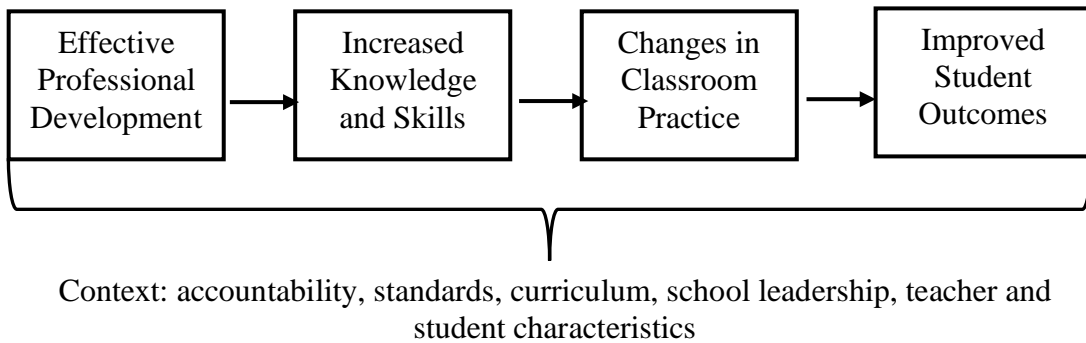 Effective
Professional
Development
Increased
Knowledge
and Skills
Changes in
Classroom
Practice
Improved
Student
Outcomes
Context: accountability, standards, curriculum, school leadership, teacher and
student characteristics